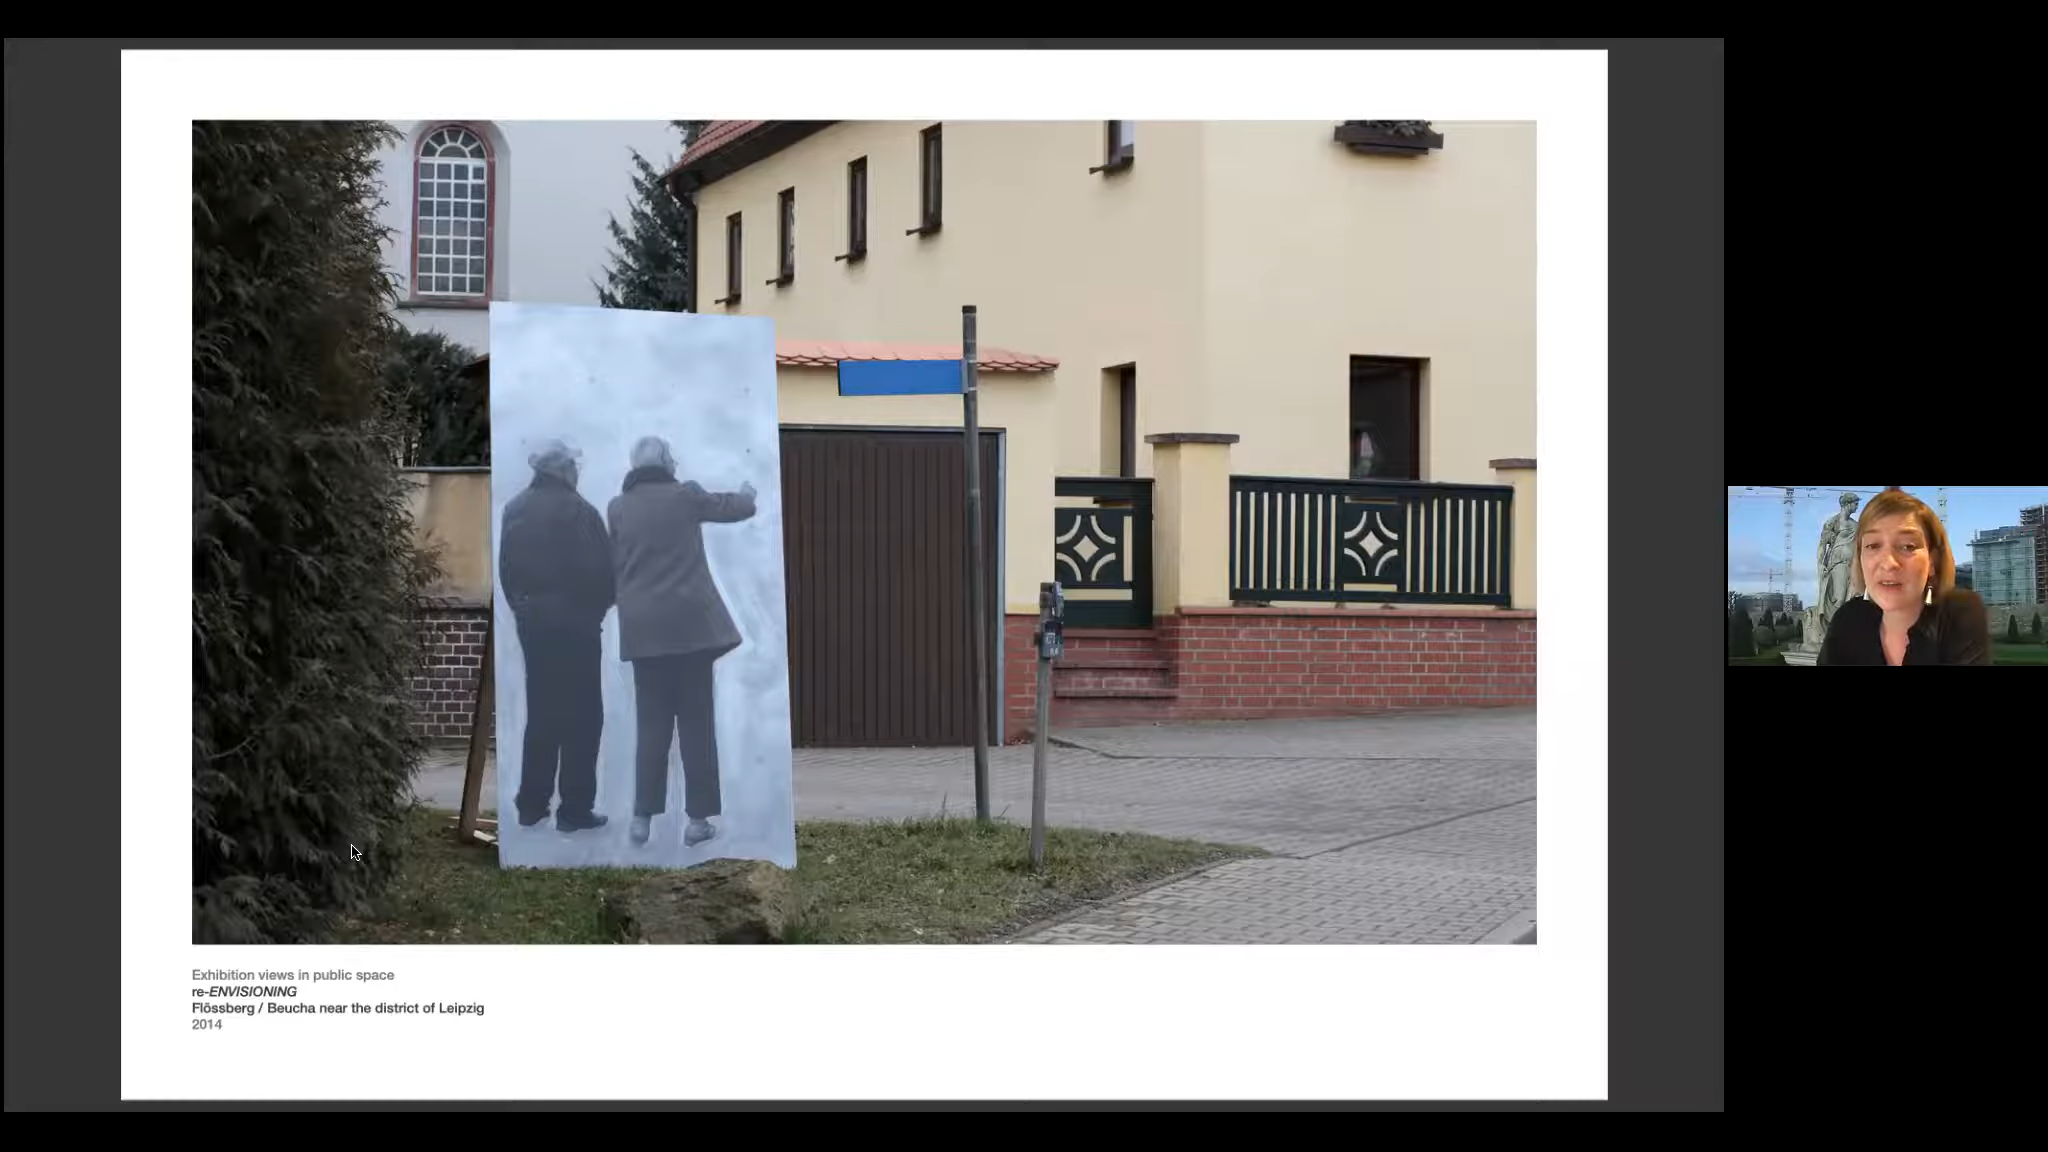 Exhibition views in public space
re-ENVISIONING
Flössberg / Beucha near the district of Leipzig
2014